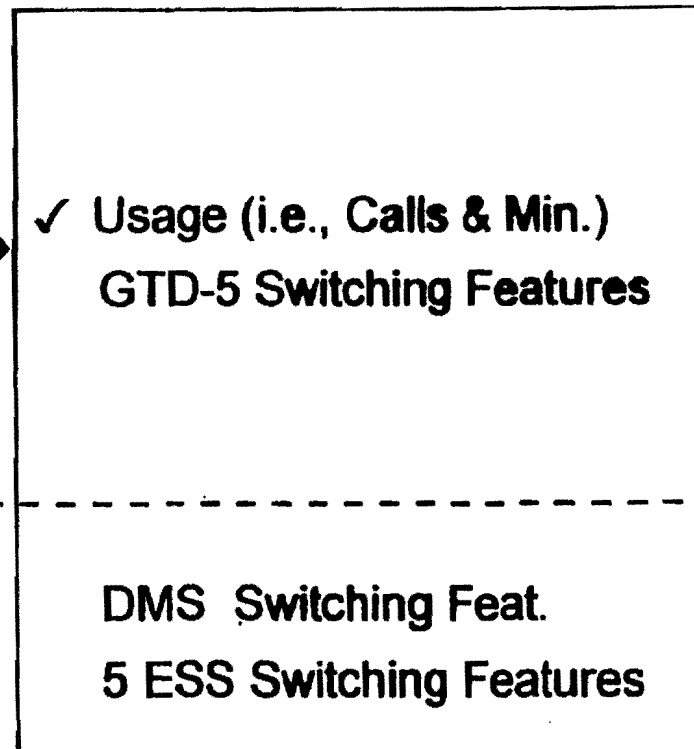 ✓ Usage (i.e., Calls & Min.)
GTD-5 Switching Features
DMS Switching Feat.
5 ESS Switching Features